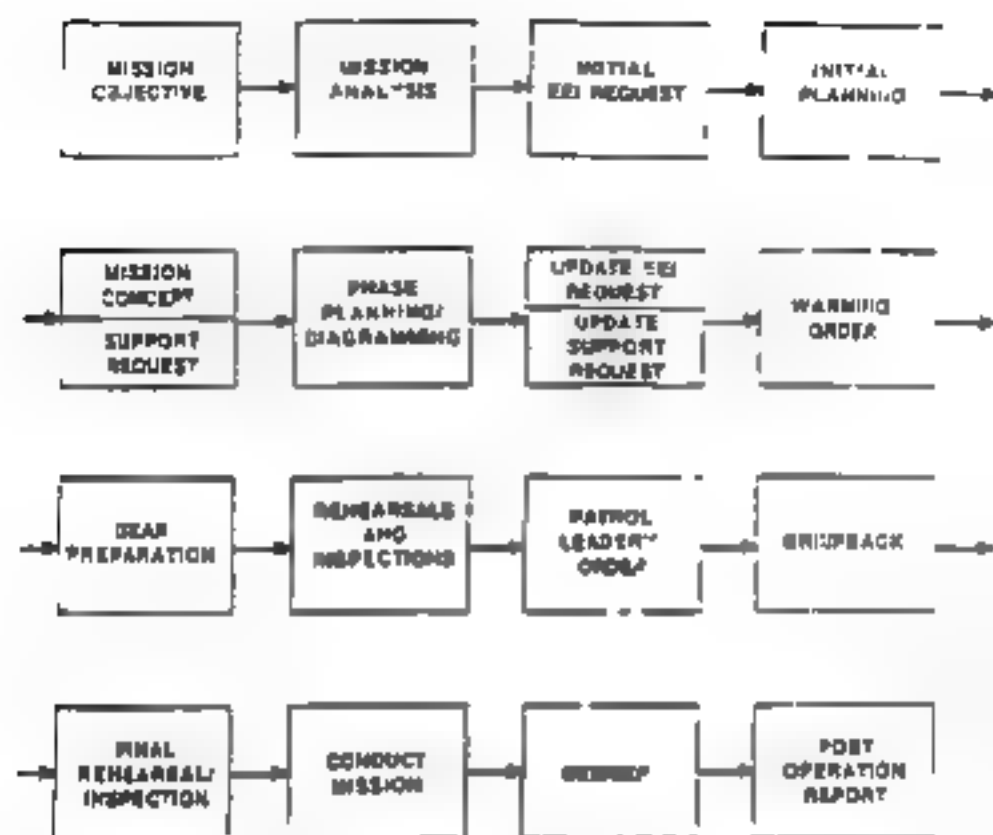 MISSION
OBJECTIVE
MISSION
ANALYSIS
INITIAL
EEI REQUEST
INITIAL
PLANNING
MISSION
CONCEPT
SUPPORT
REQUEST
PHASE
PLANNING/
DIAGRAMMING
UPDATE EEI
REQUEST
UPDATE
SUPPORT
REQUEST
WARNING
ORDER
GEAR
PREPARATION
REHEARSALS
AND
INSPECTIONS
PATROL
LEADER'S
ORDER
BRIEFBACK
FINAL
REHEARSAL/
INSPECTION
CONDUCT
MISSION
POST
OPERATION
REPORT